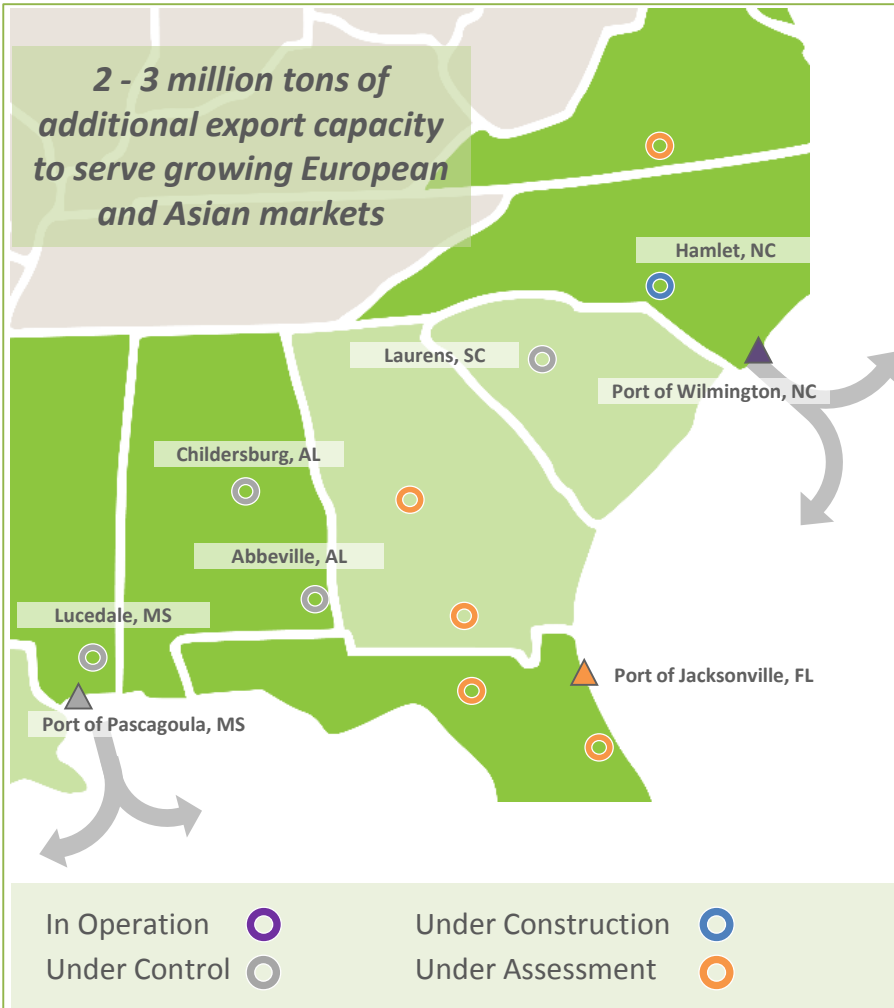 2 - 3 million tons of
additional export capacity
to serve growing European
and Asian markets
Hamlet, NC
Laurens, SC
Port of Wilmington, NC
Childersburg, AL
Abbeville, AL
Lucedale, MS
Port of Jacksonville, FL
Port of Pascagoula, MS
In Operation
Under Construction
Under Control
Under Assessment